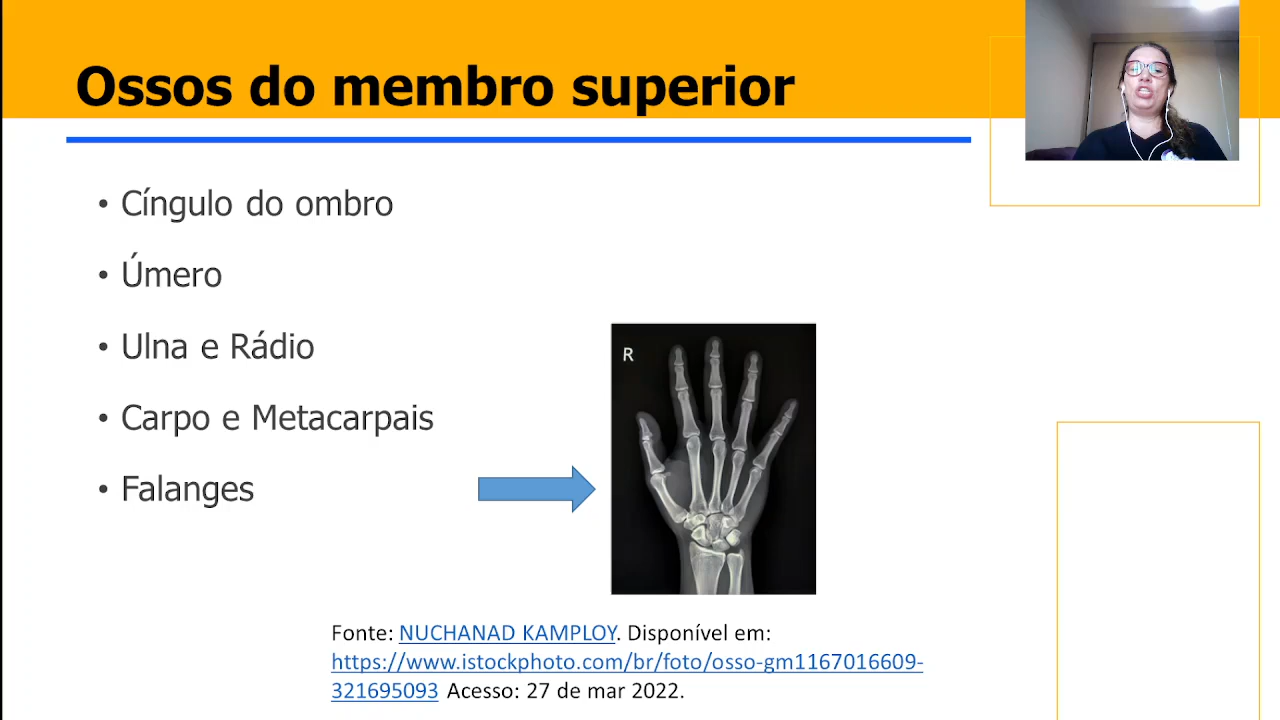 Ossos do membro superior
• Cíngulo do ombro
• Úmero
• Ulna e Rádio
• Carpo e Metacarpais
• Falanges
R
Fonte: NUCHANAD KAMPLOY. Disponível em:
https://www.istockphoto.com/br/foto/osso-gm1167016609-
321695093 Acesso: 27 de mar 2022.